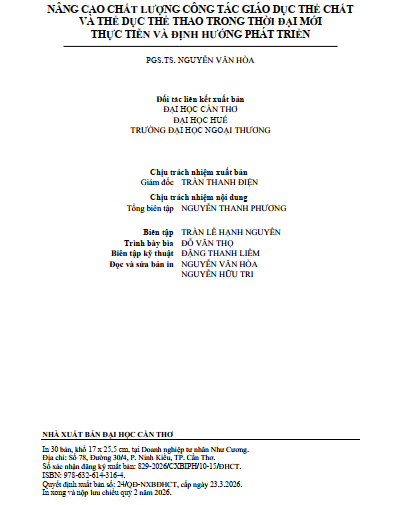 NÂNG CAO CHẤT LƯỢNG CÔNG TÁC GIÁO DỤC THỂ CHẤT
VÀ THỂ DỤC THỂ THAO TRONG THỜI ĐẠI MỚI
THỰC TIỄN VÀ ĐỊNH HƯỚNG PHÁT TRIỂN
PGS.TS. NGUYỄN VĂN HÒA
Đối tác liên kết xuất bản
ĐẠI HỌC CẦN THƠ
ĐẠI HỌC HUẾ
TRƯỜNG ĐẠI HỌC NGOẠI THƯƠNG
Chịu trách nhiệm xuất bản
Giám đốc TRẦN THANH ĐIỆN
Chịu trách nhiệm nội dung
Tổng biên tập NGUYỄN THANH PHƯƠNG
Biên tập TRẦN LÊ HẠNH NGUYÊN
Trình bày bìa ĐỖ VĂN THỌ
Biên tập kỹ thuật ĐẶNG THANH LIÊM
Đọc và sửa bản in NGUYỄN VĂN HÒA
NGUYỄN HỮU TRI
NHÀ XUẤT BẢN ĐẠI HỌC CẦN THƠ
In 30 bản, khổ 17 x 25,5 cm, tại Doanh nghiệp tư nhân Như Cương.
Địa chỉ: Số 78, Đường 30/4, P. Ninh Kiều, TP. Cần Thơ.
Số xác nhận đăng ký xuất bản: 829-2026/CXBIPH/10-15/ĐHCT.
ISBN: 978-632-614-316-4.
Quyết định xuất bản số: 24/QĐ-NXBĐHCT, cấp ngày 23.3.2026.
In xong và nộp lưu chiểu quý 2 năm 2026.